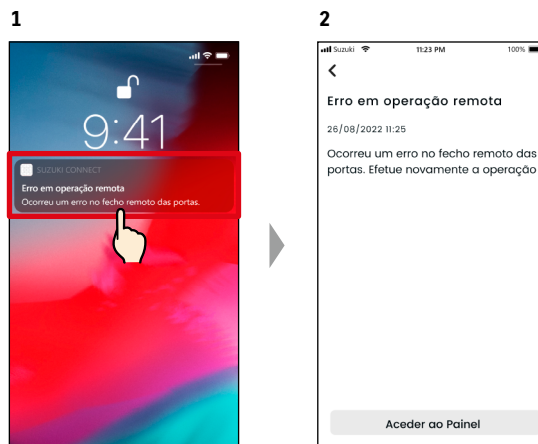 1
9:41
SUZUKI CONNECT
Erro em operação remota
Ocorreu um erro no fecho remoto das portas.
2
Suzuki 11:23 PM 100%
Erro em operação remota
26/08/2022 11:25
Ocorreu um erro no fecho remoto das
portas. Efetue novamente a operação
Aceder ao Painel